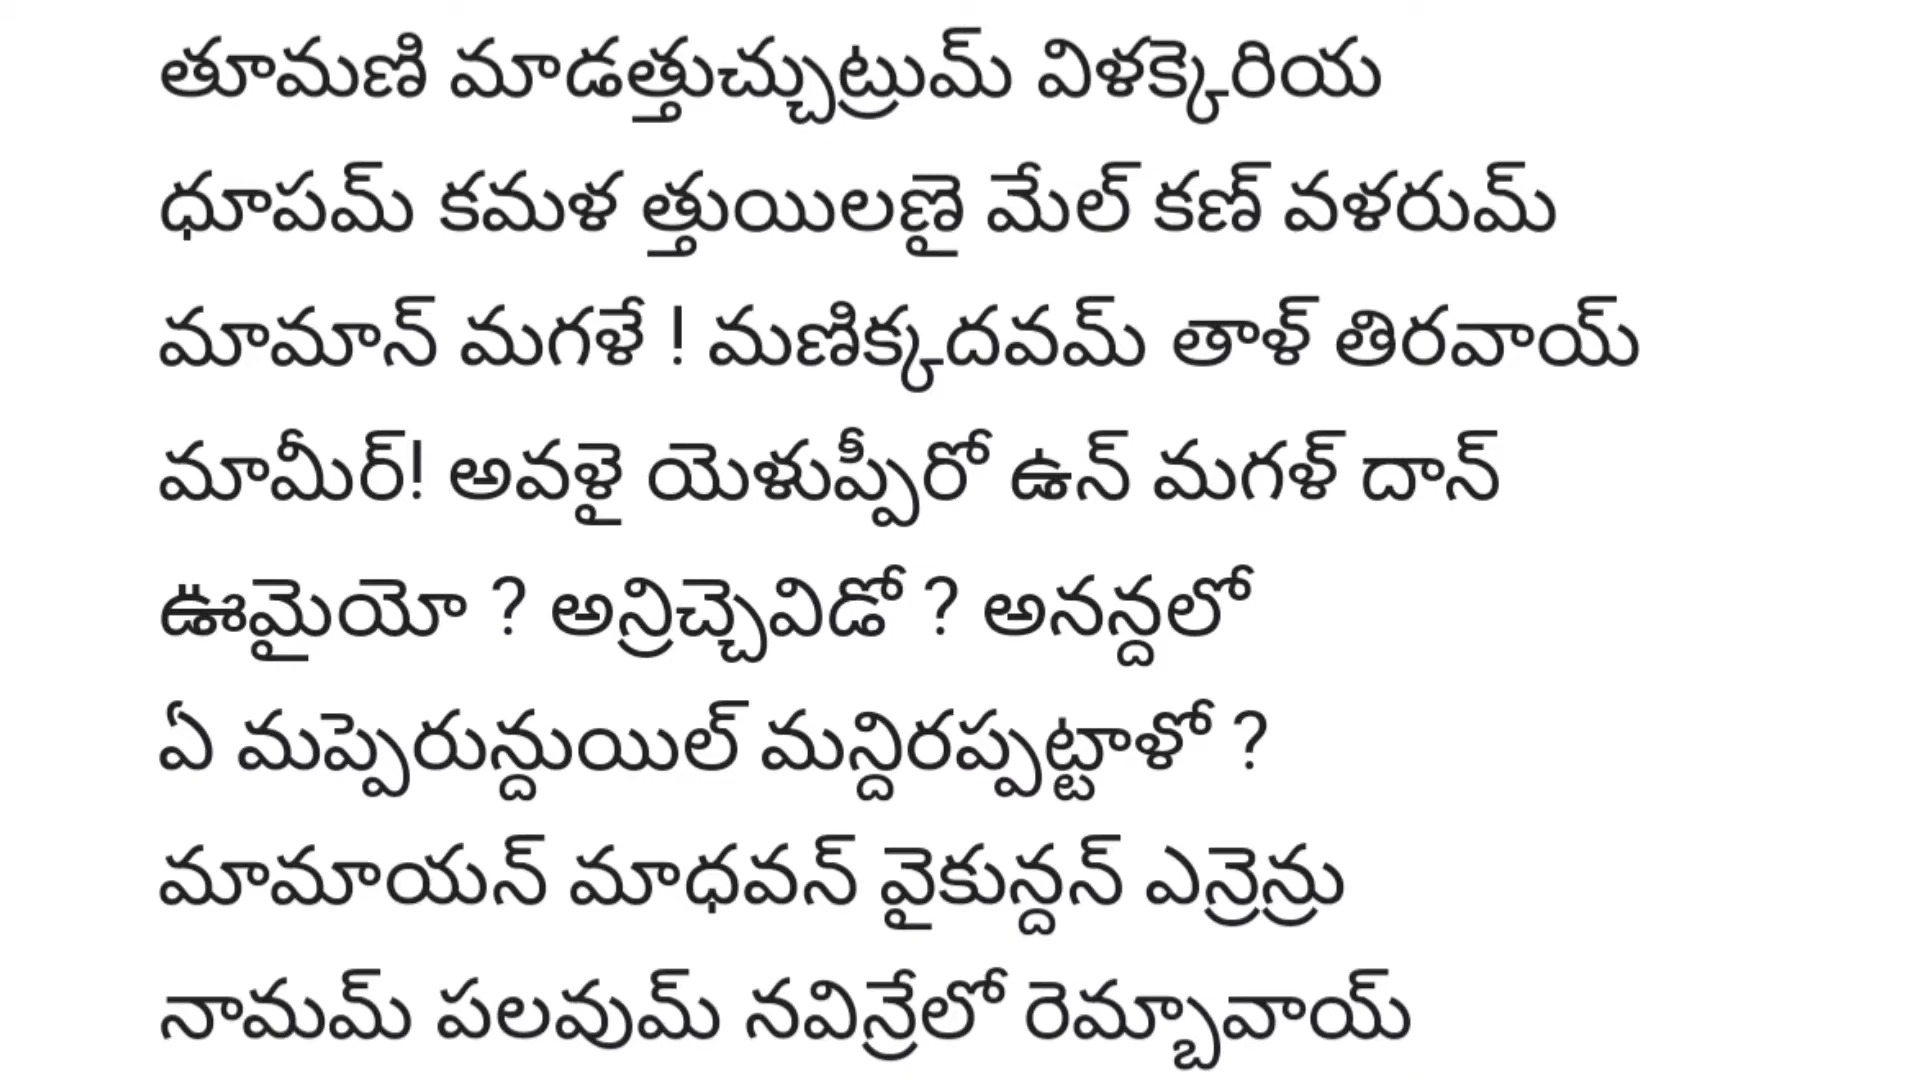 తూమణి మాడత్తుచ్చుట్రుమ్ విళక్కెరియ
ధూపమ్ కమళ త్తుయిలణై మేల్ కణ్ వళరుమ్
మామాన్ మగళే ! మణిక్కదవమ్ తాళ్ తిరవాయ్
మామీర్! అవళై యెళుప్పీరో ఉన్ మగళ్ దాన్
ఊమైయో ? అన్రిచ్చెవిడో ? అనన్దలో
ఏ మప్పెరున్దుయిల్ మన్దిరప్పట్టాళో ?
మామాయన్ మాధవన్ వైకున్దన్ ఎన్రెన్రు
నామమ్ పలవుమ్ నవిన్రేలో రెమ్బావాయ్